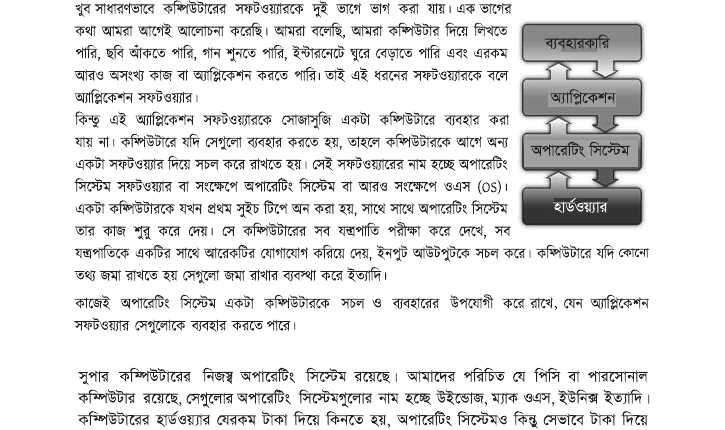 খুব সাধারণভাবে কম্পিউটারের সফটওয়্যারকে দুই ভাগে ভাগ করা যায়। এক ভাগের
কথা আমরা আগেই আলোচনা করেছি। আমরা বলেছি, আমরা কম্পিউটার দিয়ে লিখতে
পারি, ছবি আঁকতে পারি, গান শুনতে পারি, ইন্টারনেটে ঘুরে বেড়াতে পারি এবং এরকম
আরও অসংখ্য কাজ বা অ্যাপ্লিকেশন করতে পারি। তাই এই ধরনের সফটওয়্যারকে বলে
অ্যাপ্লিকেশন সফটওয়্যার।
কিন্তু এই অ্যাপ্লিকেশন সফটওয়্যারকে সোজাসুজি একটা কম্পিউটারে ব্যবহার করা
যায় না। কম্পিউটারে যদি সেগুলো ব্যবহার করতে হয়, তাহলে কম্পিউটারকে আগে অন্য
একটা সফটওয়্যার দিয়ে সচল করে রাখতে হয়। সেই সফটওয়্যারের নাম হচ্ছে অপারেটিং
সিস্টেম সফটওয়্যার বা সংক্ষেপে অপারেটিং সিস্টেম বা আরও সংক্ষেপে ওএস (OS)।
একটা কম্পিউটারকে যখন প্রথম সুইচ টিপে অন করা হয়, সাথে সাথে অপারেটিং সিস্টেম
তার কাজ শুরু করে দেয়। সে কম্পিউটারের সব যন্ত্রপাতি পরীক্ষা করে দেখে, সব
যন্ত্রপাতিকে একটির সাথে আরেকটির যোগাযোগ করিয়ে দেয়, ইনপুট আউটপুটকে সচল করে। কম্পিউটারে যদি কোনো
তথ্য জমা রাখতে হয় সেগুলো জমা রাখার ব্যবস্থা করে ইত্যাদি।
কাজেই অপারেটিং সিস্টেম একটা কম্পিউটারকে সচল ও ব্যবহারের উপযোগী করে রাখে, যেন অ্যাপ্লিকেশন
সফটওয়্যার সেগুলোকে ব্যবহার করতে পারে।
সুপার কম্পিউটারের নিজস্ব অপারেটিং সিস্টেম রয়েছে। আমাদের পরিচিত যে পিসি বা পারসোনাল
কম্পিউটার রয়েছে, সেগুলোর অপারেটিং সিস্টেমগুলোর নাম হচ্ছে উইন্ডোজ, ম্যাক ওএস, ইউনিক্স ইত্যাদি।
কম্পিউটারের হার্ডওয়্যার যেরকম টাকা দিয়ে কিনতে হয়, অপারেটিং সিস্টেমও কিন্তু সেভাবে টাকা দিয়ে
ব্যবহারকারি
অ্যাপ্লিকেশন
অপারেটিং সিস্টেম
হার্ডওয়্যার